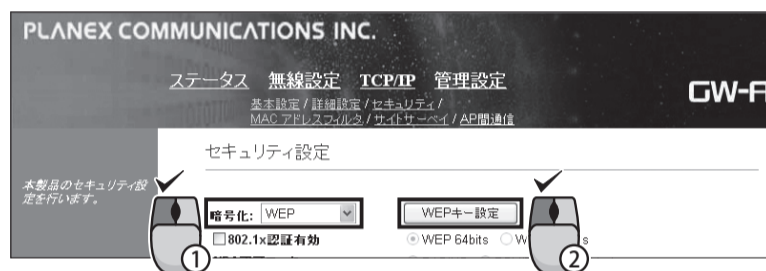 PLANEX COMMUNICATIONS INC.
ステータス 無線設定 TCP/IP 管理設定
GW-A
基本設定 / 詳細設定 / セキュリティ /
MACアドレスフィルタ / サイトサーベイ / AP間通信
セキュリティ設定
本製品のセキュリティ設
定を行います。
暗号化: WEP
WEPキー設定
802.1x認証有効
WEP 64bits
W
s
1
2